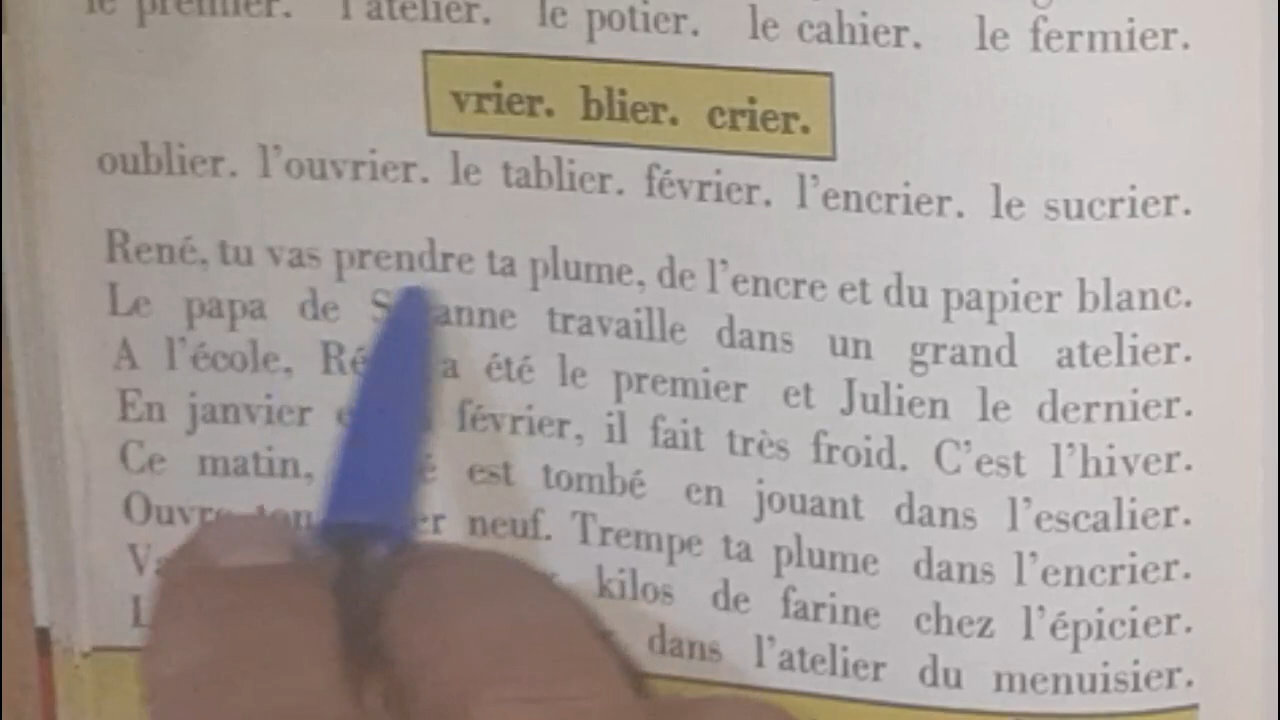 le premier. l'atelier. le potier. le cahier. le fermier.
vrier. blier. crier.
oublier. l'ouvrier. le tablier. février. l'encrier. le sucrier.
René, tu vas prendre ta plume, de l'encre et du papier blanc.
Le papa de anne travaille dans un grand atelier.
A l'école, a été le premier et Julien le dernier.
En janvier février, il fait très froid. C'est l'hiver.
Ce matin, est tombé en jouant dans l'escalier.
Ouvre ton neuf. Trempe ta plume dans l'encrier.
kilos de farine chez l'épicier.
dans l'atelier du menuisier.